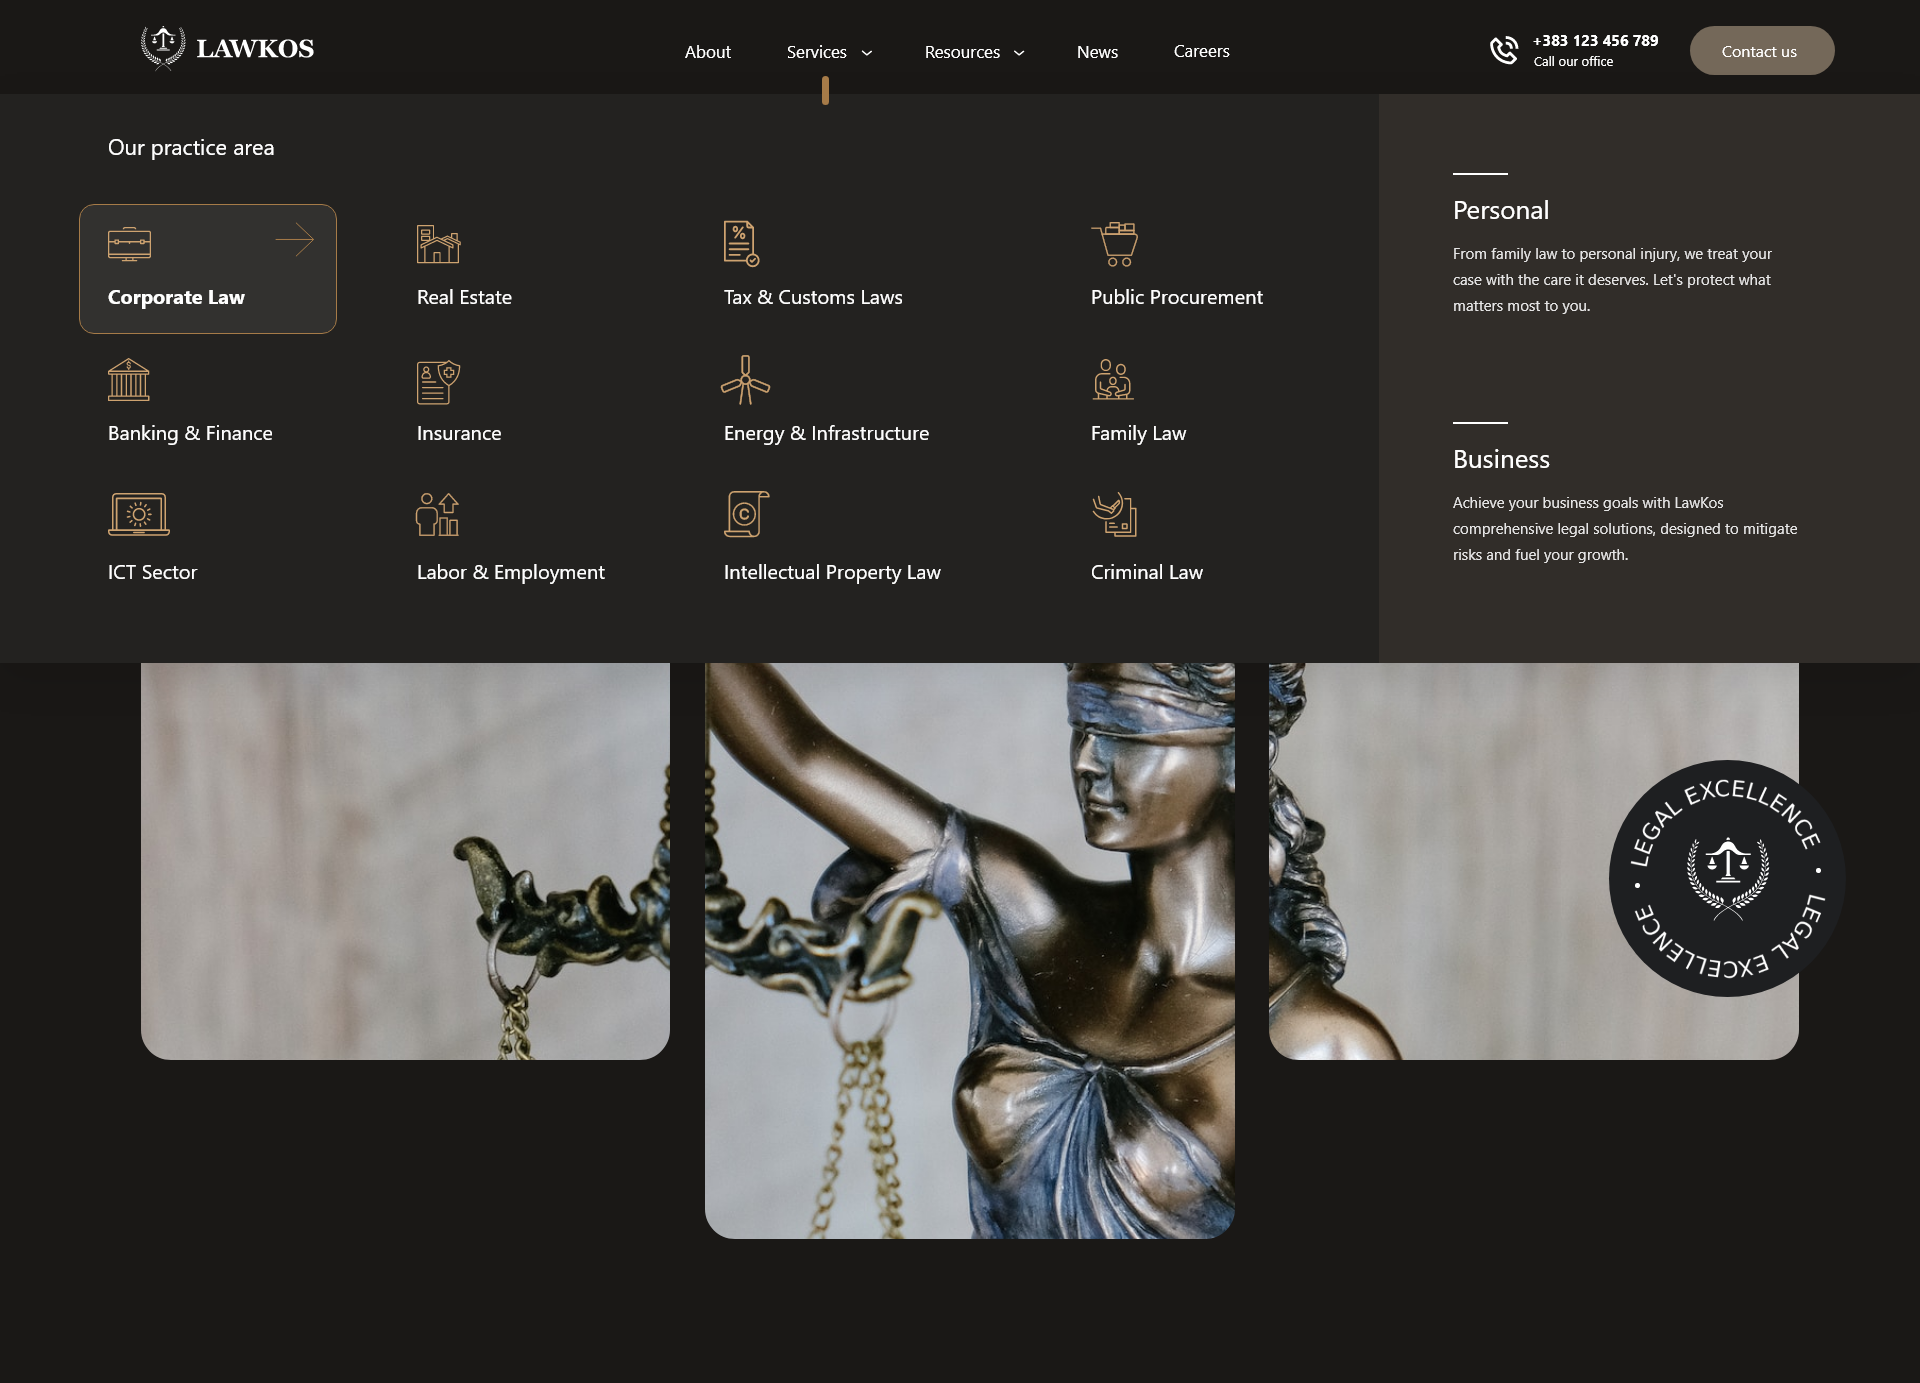 LAWKOS
About
Services
Resources
News
Careers
+383 123 456 789
Call our office
Contact us
Our practice area
Corporate Law
Real Estate
Tax & Customs Laws
Public Procurement
Banking & Finance
Insurance
Energy & Infrastructure
Family Law
ICT Sector
Labor & Employment
Intellectual Property Law
Criminal Law
Personal
From family law to personal injury, we treat your
case with the care it deserves. Let's protect what
matters most to you.
Business
Achieve your business goals with LawKos
comprehensive legal solutions, designed to mitigate
risks and fuel your growth.
LEGAL EXCELLENCE • LEGAL EXCELLENCE •